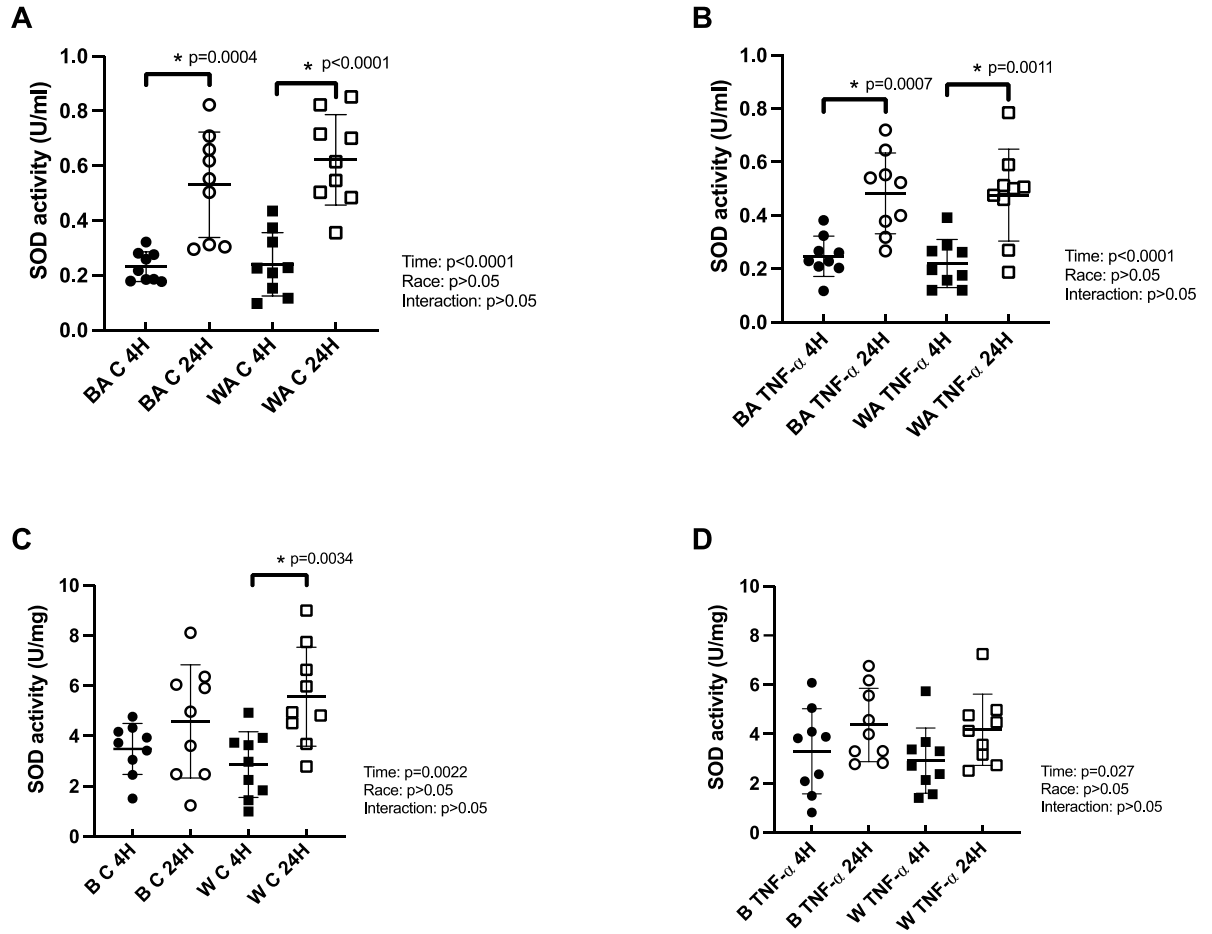 A
SOD activity (U/ml)
1.0
0.8
0.6
0.4
0.2
0.0
* p=0.0004
* p<0.0001
Time: p<0.0001
Race: p>0.05
Interaction: p>0.05
BA C 4H
BA C 24H
WA C 4H
WA C 24H
B
SOD activity (U/ml)
1.0
0.8
0.6
0.4
0.2
0.0
* p=0.0007
* p=0.0011
Time: p<0.0001
Race: p>0.05
Interaction: p>0.05
BA TNF-α 4H
BA TNF-α 24H
WA TNF-α 4H
WA TNF-α 24H
C
SOD activity (U/mg)
10
8
6
4
2
0
* p=0.0034
Time: p=0.0022
Race: p>0.05
Interaction: p>0.05
B C 4H
B C 24H
W C 4H
W C 24H
D
SOD activity (U/mg)
10
8
6
4
2
0
Time: p=0.027
Race: p>0.05
Interaction: p>0.05
B TNF-α 4H
B TNF-α 24H
W TNF-α 4H
W TNF-α 24H